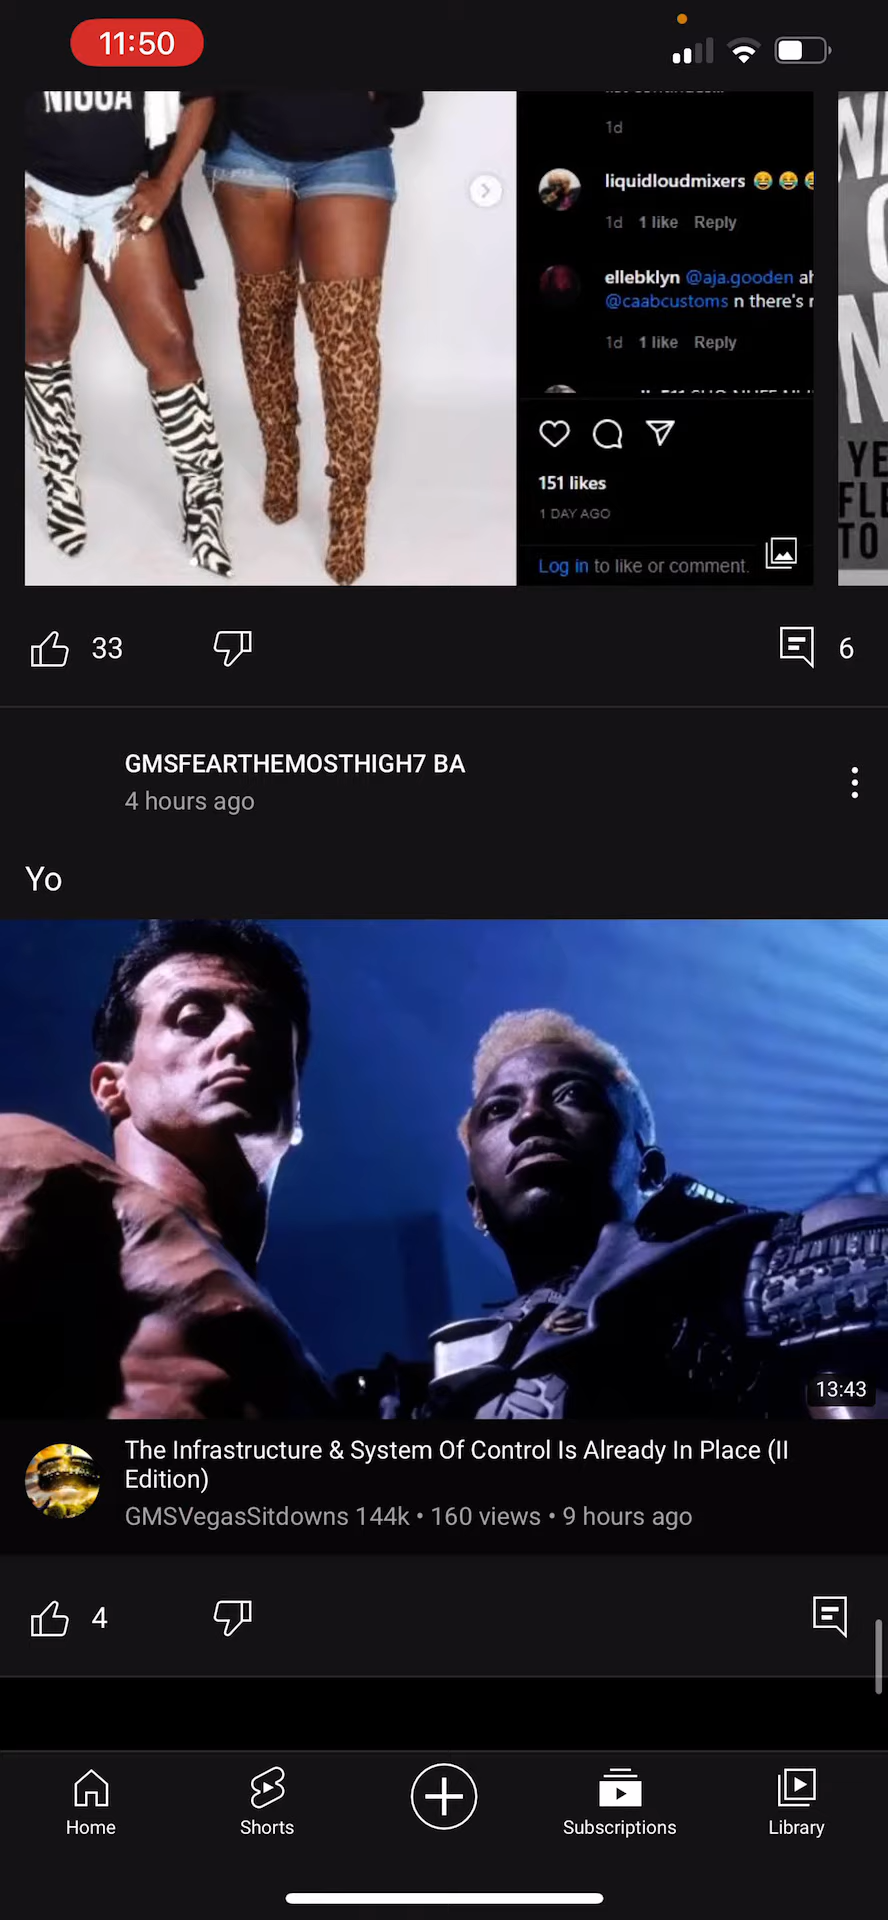 11:50
NIGGA
1d
liquidloudmixers 😂 😂
1d 1 like Reply
ellebklyn @aja.gooden
@caabcustoms n there's
1d 1 like Reply
151 likes
1 DAY AGO
Log in to like or comment.
YE
FLE
TO
33
6
GMSFEARTHEMOSTHIGH7 BA
4 hours ago
Yo
13:43
The Infrastructure & System Of Control Is Already In Place (II
Edition)
GMSVegasSitdowns 144k • 160 views • 9 hours ago
4
Home
Shorts
Subscriptions
Library